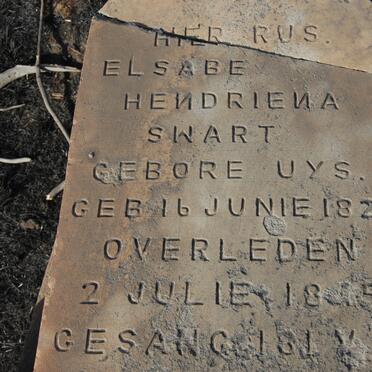 HIER RUS.
ELSABE
HENDRIENA
SWART
GEBORE UYS.
GEB 16 JUNIE 182
OVERLEDEN
2 JULIE 18
GESANG